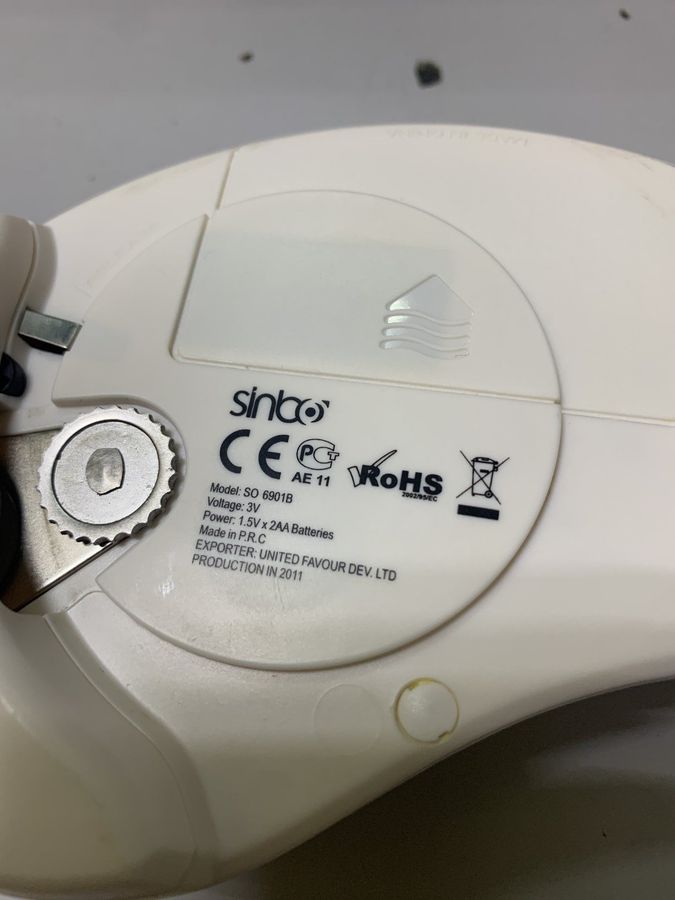 sinbo
CE PCT RoHS
AE 11 2002/95/EC
Model: SO 6901B
Voltage: 3V
Power: 1.5V x 2AA Batteries
Made in P.R.C
EXPORTER: UNITED FAVOUR DEV. LTD
PRODUCTION IN 2011